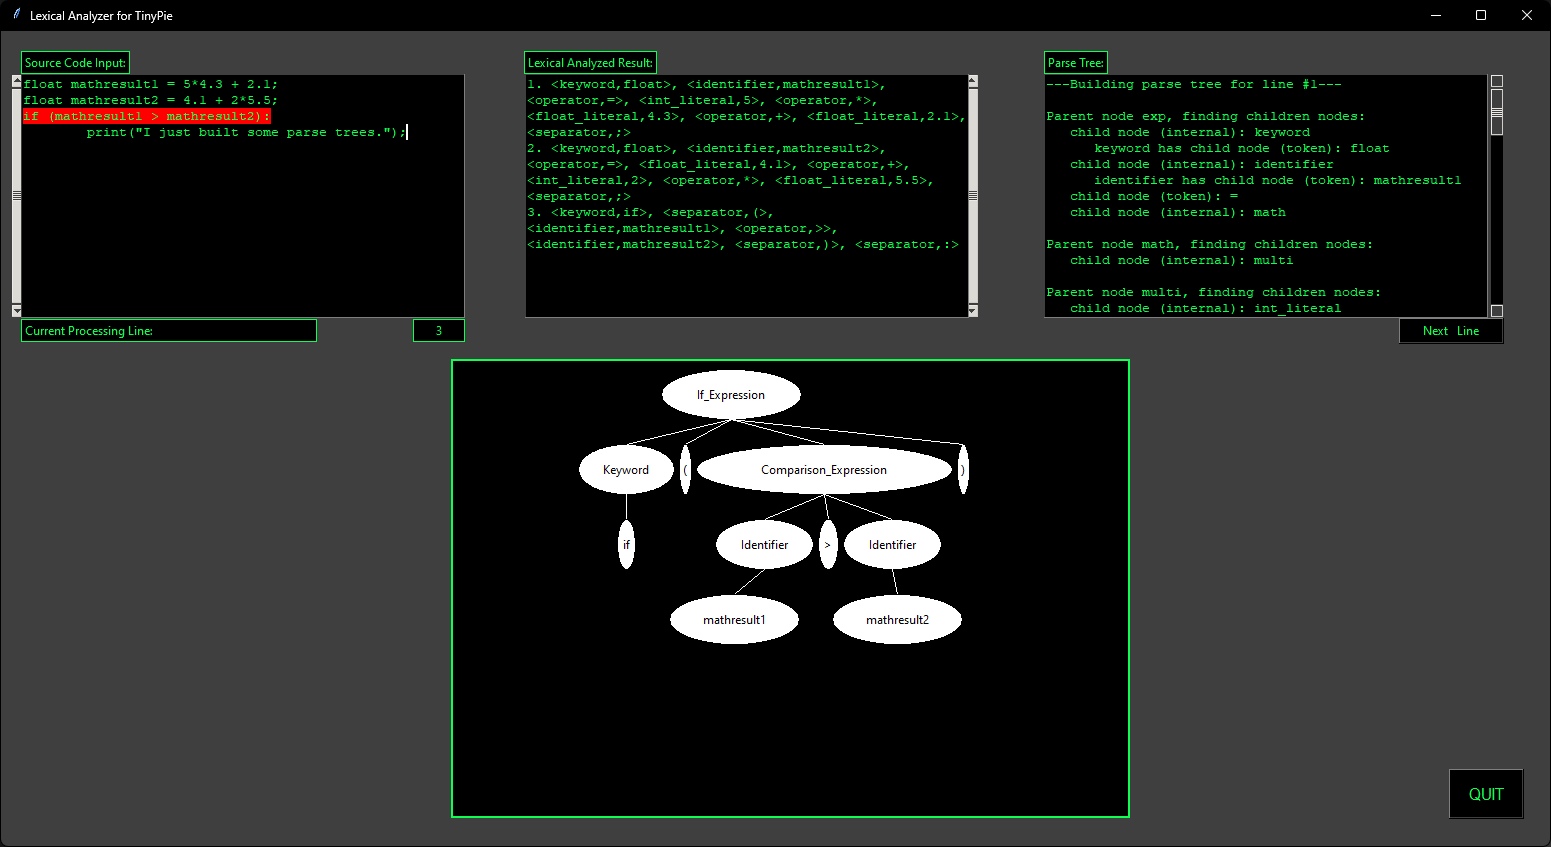 Lexical Analyzer for TinyPie
Source Code Input:
float mathresult1 = 5*4.3 + 2.1;
float mathresult2 = 4.1 + 2*5.5;
if (mathresult1 > mathresult2):
print("I just built some parse trees.");
Current Processing Line:
3
Lexical Analyzed Result:
1. <keyword,float>, <identifier,mathresult1>,
<operator,=>, <int_literal,5>, <operator,*>,
<float_literal,4.3>, <operator,+>, <float_literal,2.1>,
<separator,;>
2. <keyword,float>, <identifier,mathresult2>,
<operator,=>, <float_literal,4.1>, <operator,+>,
<int_literal,2>, <operator,*>, <float_literal,5.5>,
<separator,;>
3. <keyword,if>, <separator,(>,
<identifier,mathresult1>, <operator,>>,
<identifier,mathresult2>, <separator,)>, <separator,:>
Parse Tree:
---Building parse tree for line #1---
Parent node exp, finding children nodes:
child node (internal): keyword
keyword has child node (token): float
child node (internal): identifier
identifier has child node (token): mathresult1
child node (token): =
child node (internal): math
Parent node math, finding children nodes:
child node (internal): multi
Parent node multi, finding children nodes:
child node (internal): int_literal
Next Line
If_Expression
Keyword ( Comparison_Expression )
if Identifier > Identifier
mathresult1 mathresult2
QUIT